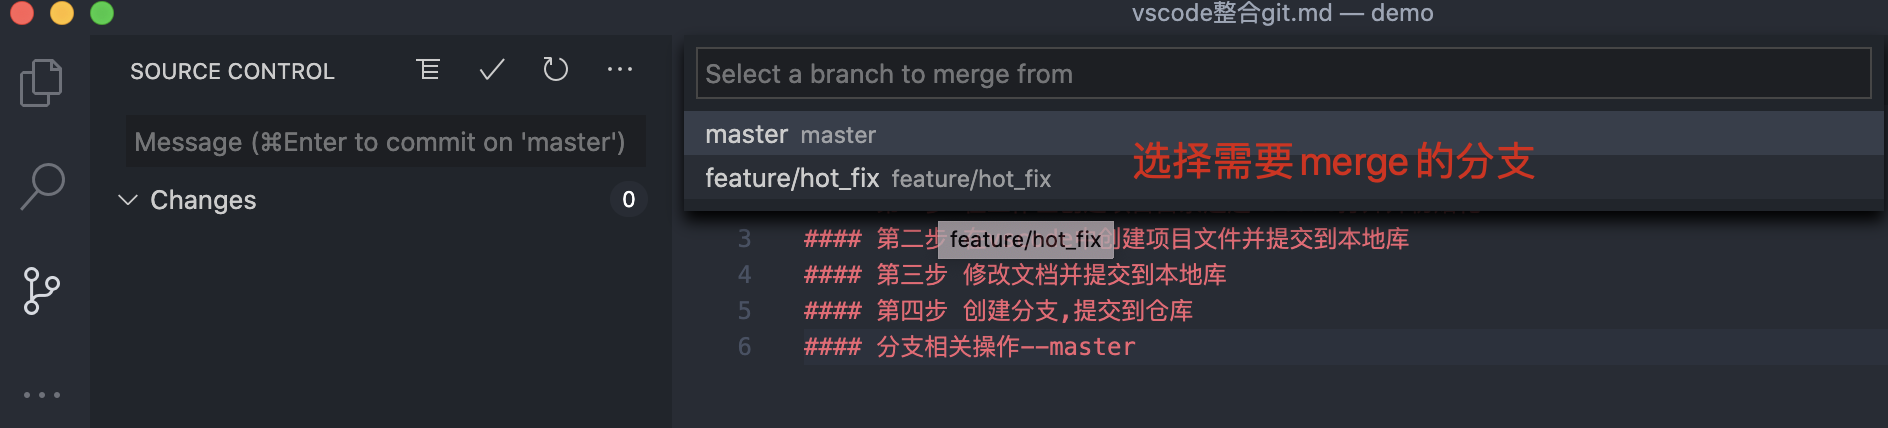 vscode整合git.md — demo
SOURCE CONTROL
Select a branch to merge from
Message (⌘Enter to commit on 'master')
master master
选择需要merge的分支
feature/hot_fix feature/hot_fix
Changes 0
3 #### 第二步 创建项目文件并提交到本地库
feature/hot_fix
4 #### 第三步 修改文档并提交到本地库
5 #### 第四步 创建分支,提交到仓库
6 #### 分支相关操作--master